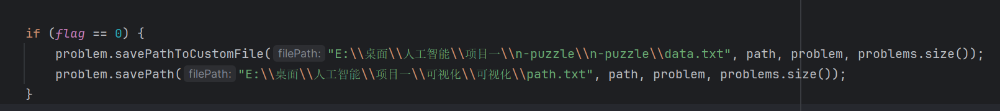 if (flag == 0) {
problem.savePathToCustomFile( filePath: "E:\\桌面\\人工智能\\项目一\\n-puzzle\\n-puzzle\\data.txt", path, problem, problems.size());
problem.savePath( filePath: "E:\\桌面\\人工智能\\项目一\\可视化\\可视化\\path.txt", path, problem, problems.size());
}